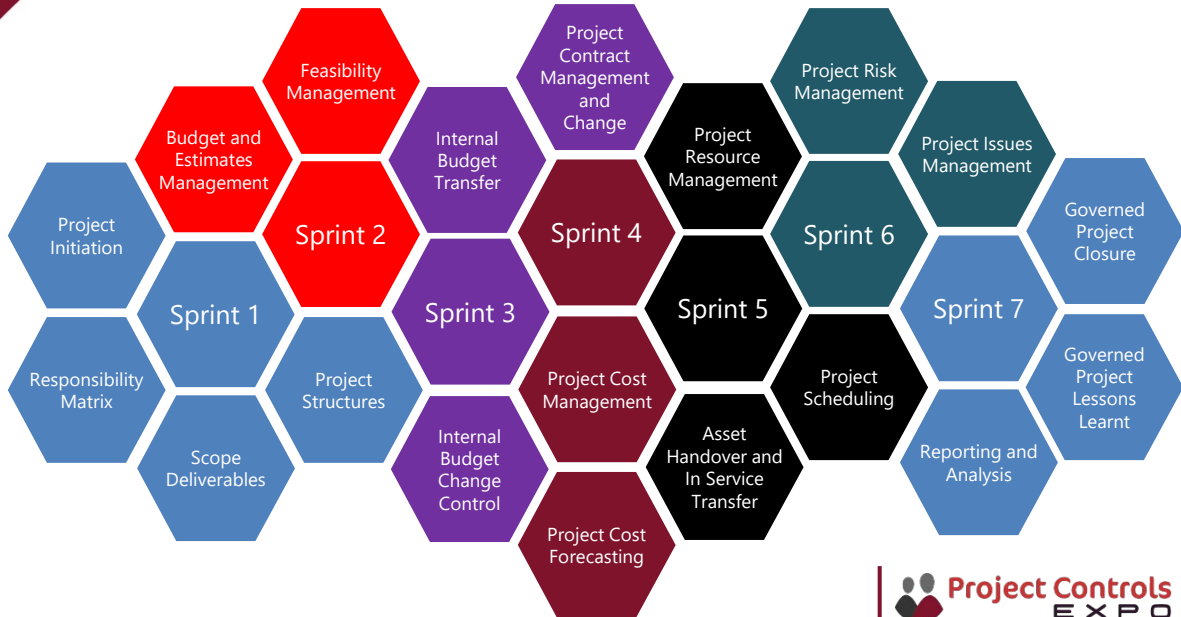 Project
Initiation
Responsibility
Matrix
Budget and
Estimates
Management
Sprint 1
Scope
Deliverables
Feasibility
Management
Sprint 2
Project
Structures
Internal
Budget
Transfer
Sprint 3
Internal
Budget
Change
Control
Project
Contract
Management
and
Change
Sprint 4
Project Cost
Management
Project Cost
Forecasting
Project
Resource
Management
Sprint 5
Asset
Handover and
In Service
Transfer
Project Risk
Management
Sprint 6
Project
Scheduling
Project Issues
Management
Sprint 7
Reporting and
Analysis
Governed
Project
Closure
Governed
Project
Lessons
Learnt
Project Controls
EXPO